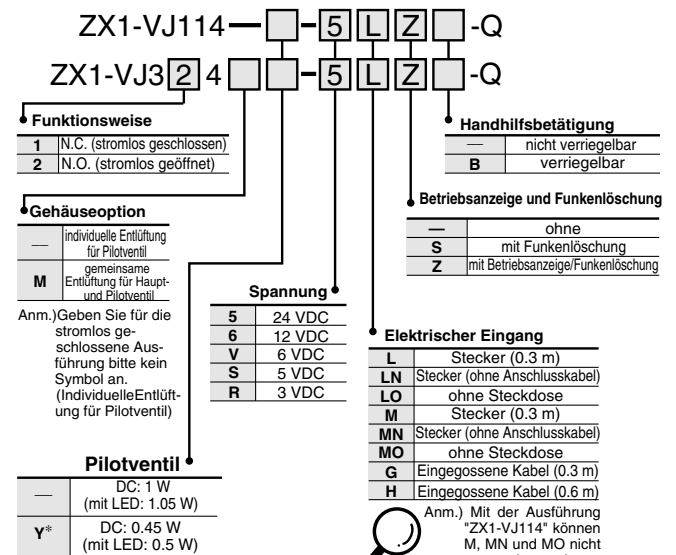 ZX1-VJ114 — □ - 5 L Z □ -Q
ZX1-VJ3 2 4 □ □ - 5 L Z □ -Q
Funktionsweise
1 N.C. (stromlos geschlossen)
2 N.O. (stromlos geöffnet)
Gehäuseoption
— individuelle Entlüftung
für Pilotventil
M gemeinsame
Entlüftung für Haupt-
und Pilotventil
Anm.)Geben Sie für die
stromlos ge-
schlossene Aus-
führung bitte kein
Symbol an.
(IndividuelleEntlüft-
ung für Pilotventil)
Pilotventil
— DC: 1 W
(mit LED: 1.05 W)
Y* DC: 0.45 W
(mit LED: 0.5 W)
Spannung
5 24 VDC
6 12 VDC
V 6 VDC
S 5 VDC
R 3 VDC
Handhilfsbetätigung
— nicht verriegelbar
B verriegelbar
Betriebsanzeige und Funkenlöschung
— ohne
S mit Funkenlöschung
Z mit Betriebsanzeige/Funkenlöschung
Elektrischer Eingang
L Stecker (0.3 m)
LN Stecker (ohne Anschlusskabel)
LO ohne Steckdose
M Stecker (0.3 m)
MN Stecker (ohne Anschlusskabel)
MO ohne Steckdose
G Eingegossene Kabel (0.3 m)
H Eingegossene Kabel (0.6 m)
Anm.) Mit der Ausführung
"ZX1-VJ114" können
M, MN und MO nicht